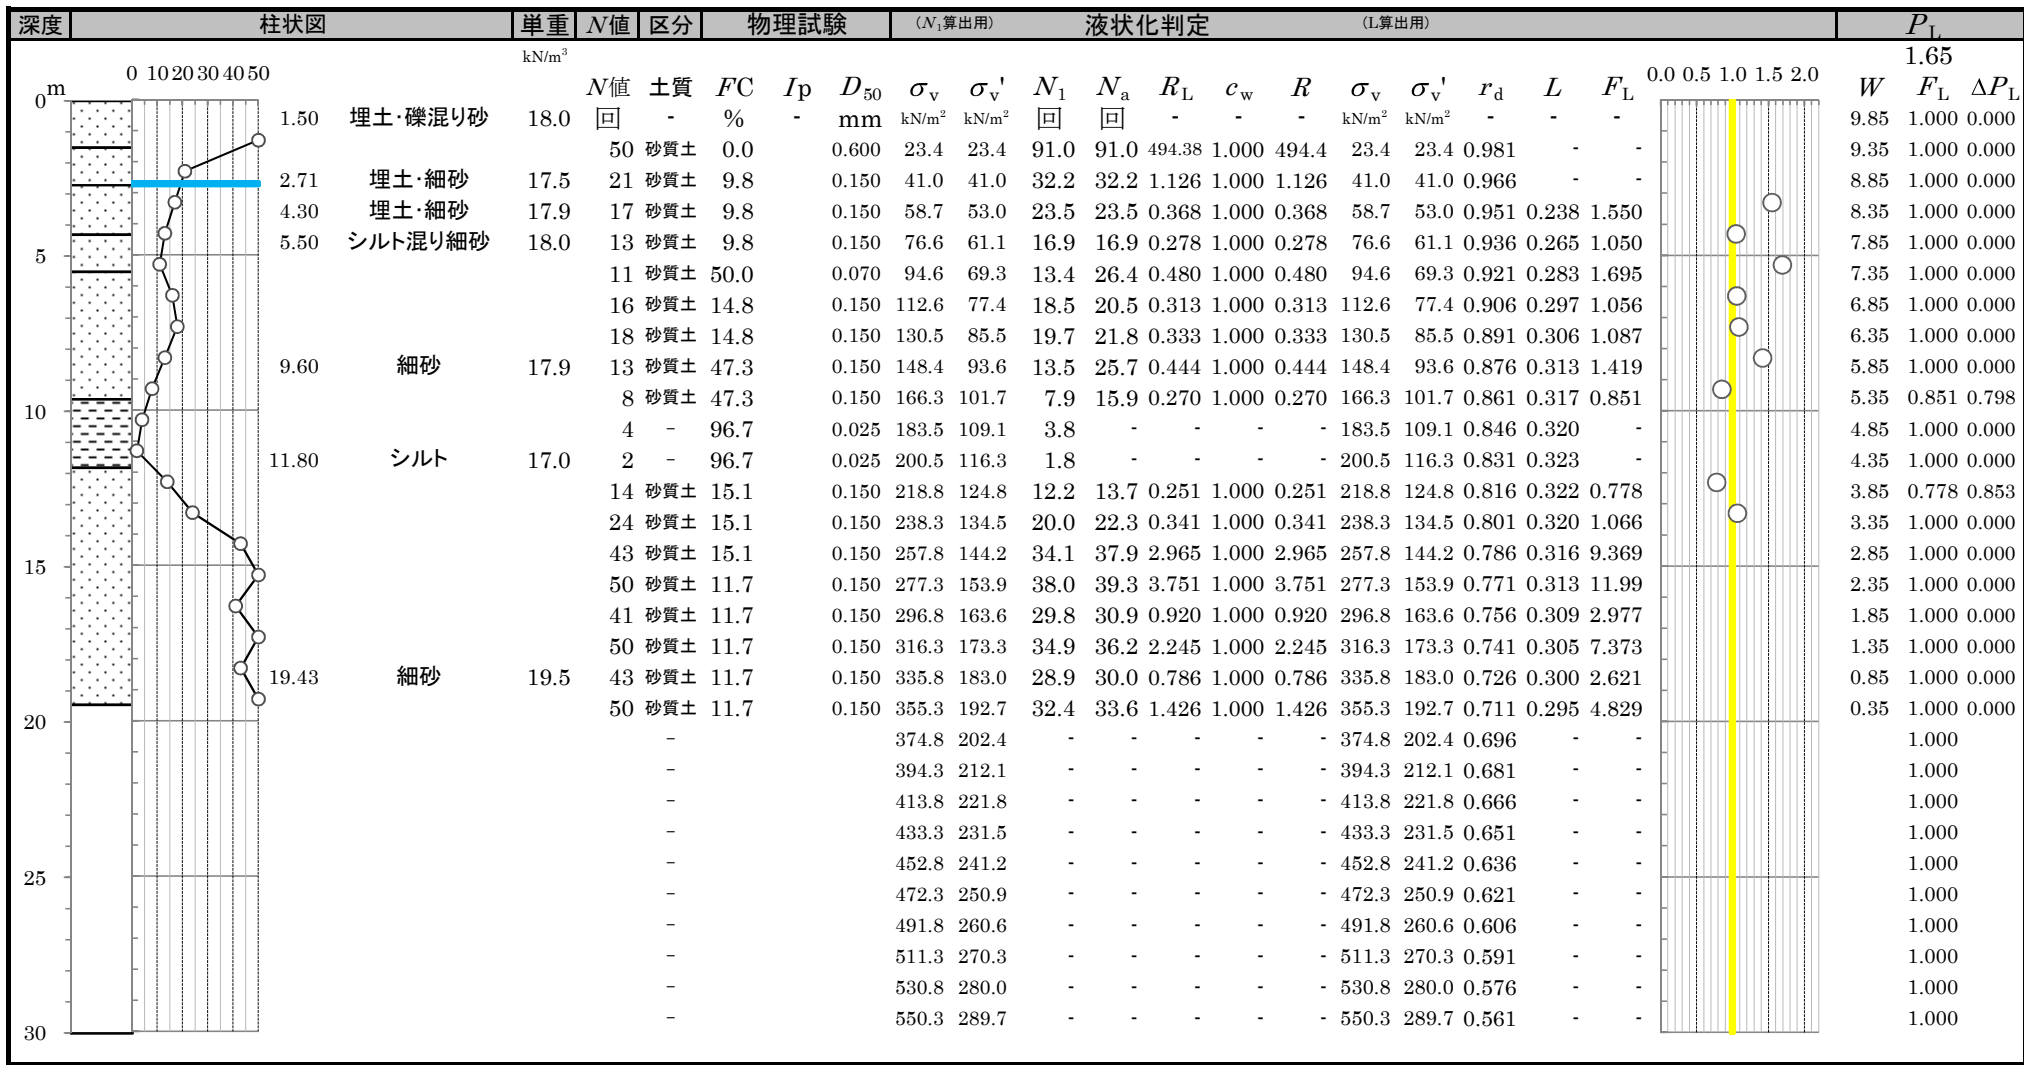 深度 柱状図 単重 N値 区分 物理試験 (N1算出用) 液状化判定 (L算出用) PL
kN/m³ 1.65
0 10 20 30 40 50 0.0 0.5 1.0 1.5 2.0
m N値 土質 FC Ip D50 σv σv' N1 Na RL cw R σv σv' rd L FL W FL ΔPL
0
1.50 埋土・礫混り砂 18.0 回 - % - mm kN/m² kN/m² 回 回 - - - kN/m² kN/m² - - - 9.85 1.000 0.000
50 砂質土 0.0 0.600 23.4 23.4 91.0 91.0 494.38 1.000 494.4 23.4 23.4 0.981 - - 9.35 1.000 0.000
2.71 埋土・細砂 17.5 21 砂質土 9.8 0.150 41.0 41.0 32.2 32.2 1.126 1.000 1.126 41.0 41.0 0.966 - - 8.85 1.000 0.000
4.30 埋土・細砂 17.9 17 砂質土 9.8 0.150 58.7 53.0 23.5 23.5 0.368 1.000 0.368 58.7 53.0 0.951 0.238 1.550 8.35 1.000 0.000
5.50 シルト混り細砂 18.0 13 砂質土 9.8 0.150 76.6 61.1 16.9 16.9 0.278 1.000 0.278 76.6 61.1 0.936 0.265 1.050 7.85 1.000 0.000
5 11 砂質土 50.0 0.070 94.6 69.3 13.4 26.4 0.480 1.000 0.480 94.6 69.3 0.921 0.283 1.695 7.35 1.000 0.000
16 砂質土 14.8 0.150 112.6 77.4 18.5 20.5 0.313 1.000 0.313 112.6 77.4 0.906 0.297 1.056 6.85 1.000 0.000
18 砂質土 14.8 0.150 130.5 85.5 19.7 21.8 0.333 1.000 0.333 130.5 85.5 0.891 0.306 1.087 6.35 1.000 0.000
9.60 細砂 17.9 13 砂質土 47.3 0.150 148.4 93.6 13.5 25.7 0.444 1.000 0.444 148.4 93.6 0.876 0.313 1.419 5.85 1.000 0.000
8 砂質土 47.3 0.150 166.3 101.7 7.9 15.9 0.270 1.000 0.270 166.3 101.7 0.861 0.317 0.851 5.35 0.851 0.798
10 4 - 96.7 0.025 183.5 109.1 3.8 - - - - 183.5 109.1 0.846 0.320 - 4.85 1.000 0.000
11.80 シルト 17.0 2 - 96.7 0.025 200.5 116.3 1.8 - - - - 200.5 116.3 0.831 0.323 - 4.35 1.000 0.000
14 砂質土 15.1 0.150 218.8 124.8 12.2 13.7 0.251 1.000 0.251 218.8 124.8 0.816 0.322 0.778 3.85 0.778 0.853
24 砂質土 15.1 0.150 238.3 134.5 20.0 22.3 0.341 1.000 0.341 238.3 134.5 0.801 0.320 1.066 3.35 1.000 0.000
43 砂質土 15.1 0.150 257.8 144.2 34.1 37.9 2.965 1.000 2.965 257.8 144.2 0.786 0.316 9.369 2.85 1.000 0.000
15 50 砂質土 11.7 0.150 277.3 153.9 38.0 39.3 3.751 1.000 3.751 277.3 153.9 0.771 0.313 11.99 2.35 1.000 0.000
41 砂質土 11.7 0.150 296.8 163.6 29.8 30.9 0.920 1.000 0.920 296.8 163.6 0.756 0.309 2.977 1.85 1.000 0.000
50 砂質土 11.7 0.150 316.3 173.3 34.9 36.2 2.245 1.000 2.245 316.3 173.3 0.741 0.305 7.373 1.35 1.000 0.000
19.43 細砂 19.5 43 砂質土 11.7 0.150 335.8 183.0 28.9 30.0 0.786 1.000 0.786 335.8 183.0 0.726 0.300 2.621 0.85 1.000 0.000
50 砂質土 11.7 0.150 355.3 192.7 32.4 33.6 1.426 1.000 1.426 355.3 192.7 0.711 0.295 4.829 0.35 1.000 0.000
20 - 374.8 202.4 - - - - - 374.8 202.4 0.696 - - 1.000
- 394.3 212.1 - - - - - 394.3 212.1 0.681 - - 1.000
- 413.8 221.8 - - - - - 413.8 221.8 0.666 - - 1.000
- 433.3 231.5 - - - - - 433.3 231.5 0.651 - - 1.000
- 452.8 241.2 - - - - - 452.8 241.2 0.636 - - 1.000
25 - 472.3 250.9 - - - - - 472.3 250.9 0.621 - - 1.000
- 491.8 260.6 - - - - - 491.8 260.6 0.606 - - 1.000
- 511.3 270.3 - - - - - 511.3 270.3 0.591 - - 1.000
- 530.8 280.0 - - - - - 530.8 280.0 0.576 - - 1.000
30 - 550.3 289.7 - - - - - 550.3 289.7 0.561 - - 1.000